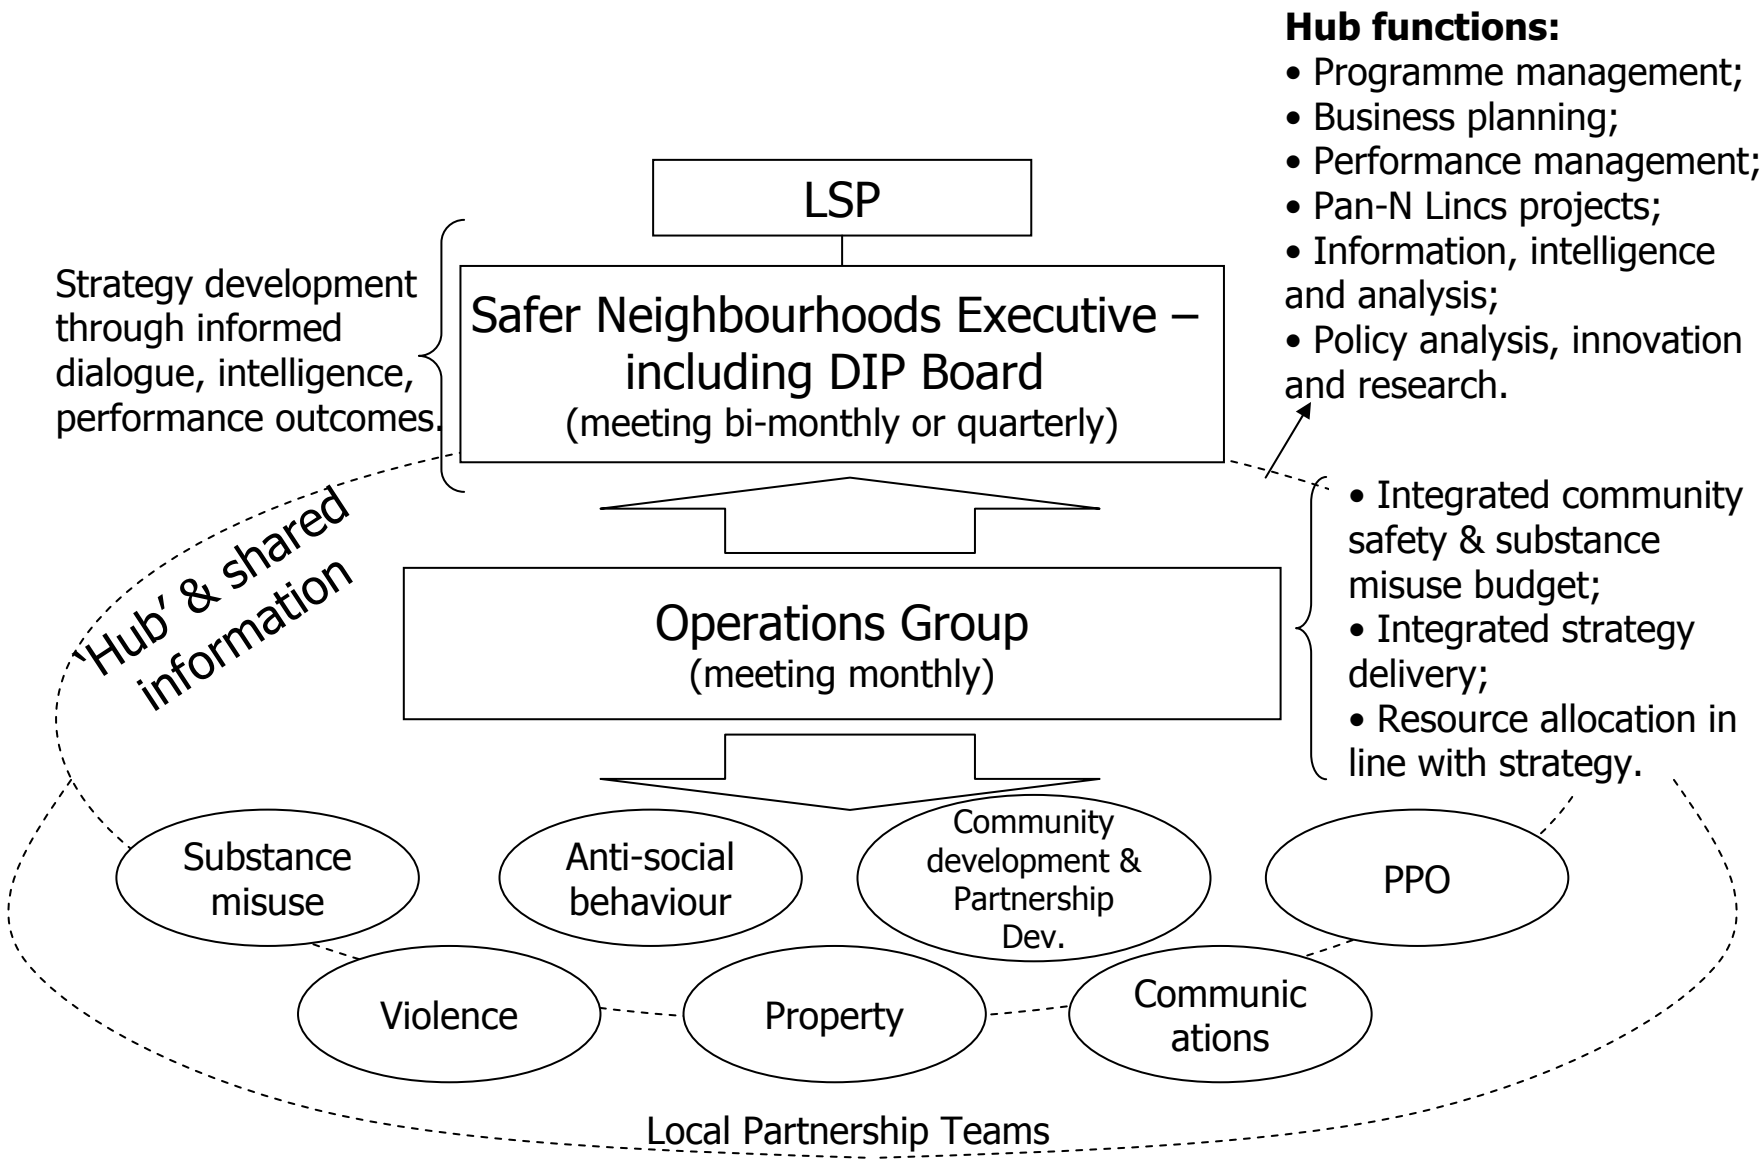 Hub functions:
• Programme management;
• Business planning;
• Performance management;
• Pan-N Lincs projects;
• Information, intelligence
and analysis;
• Policy analysis, innovation
and research.
LSP
Strategy development
through informed
dialogue, intelligence,
performance outcomes.
Safer Neighbourhoods Executive –
including DIP Board
(meeting bi-monthly or quarterly)
‘Hub’ & shared
information
Operations Group
(meeting monthly)
• Integrated community
safety & substance
misuse budget;
• Integrated strategy
delivery;
• Resource allocation in
line with strategy.
Substance
misuse
Anti-social
behaviour
Community
development &
Partnership
Dev.
PPO
Violence
Property
Communic
ations
Local Partnership Teams